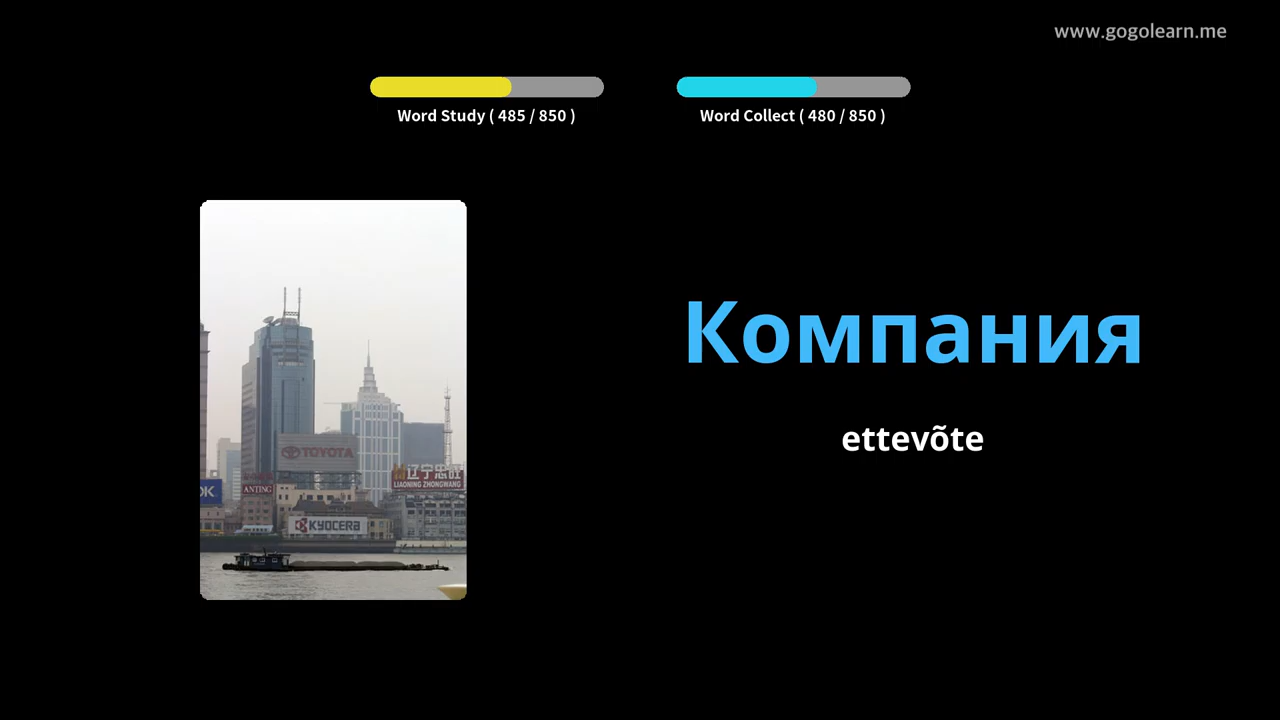 www.gogolearn.me
Word Study ( 485 / 850 )
Word Collect ( 480 / 850 )
Компания
ettevõte
TOYOTA
辽宁忠旺
LIAONING ZHONGWANG
ANTING
KYOCERA